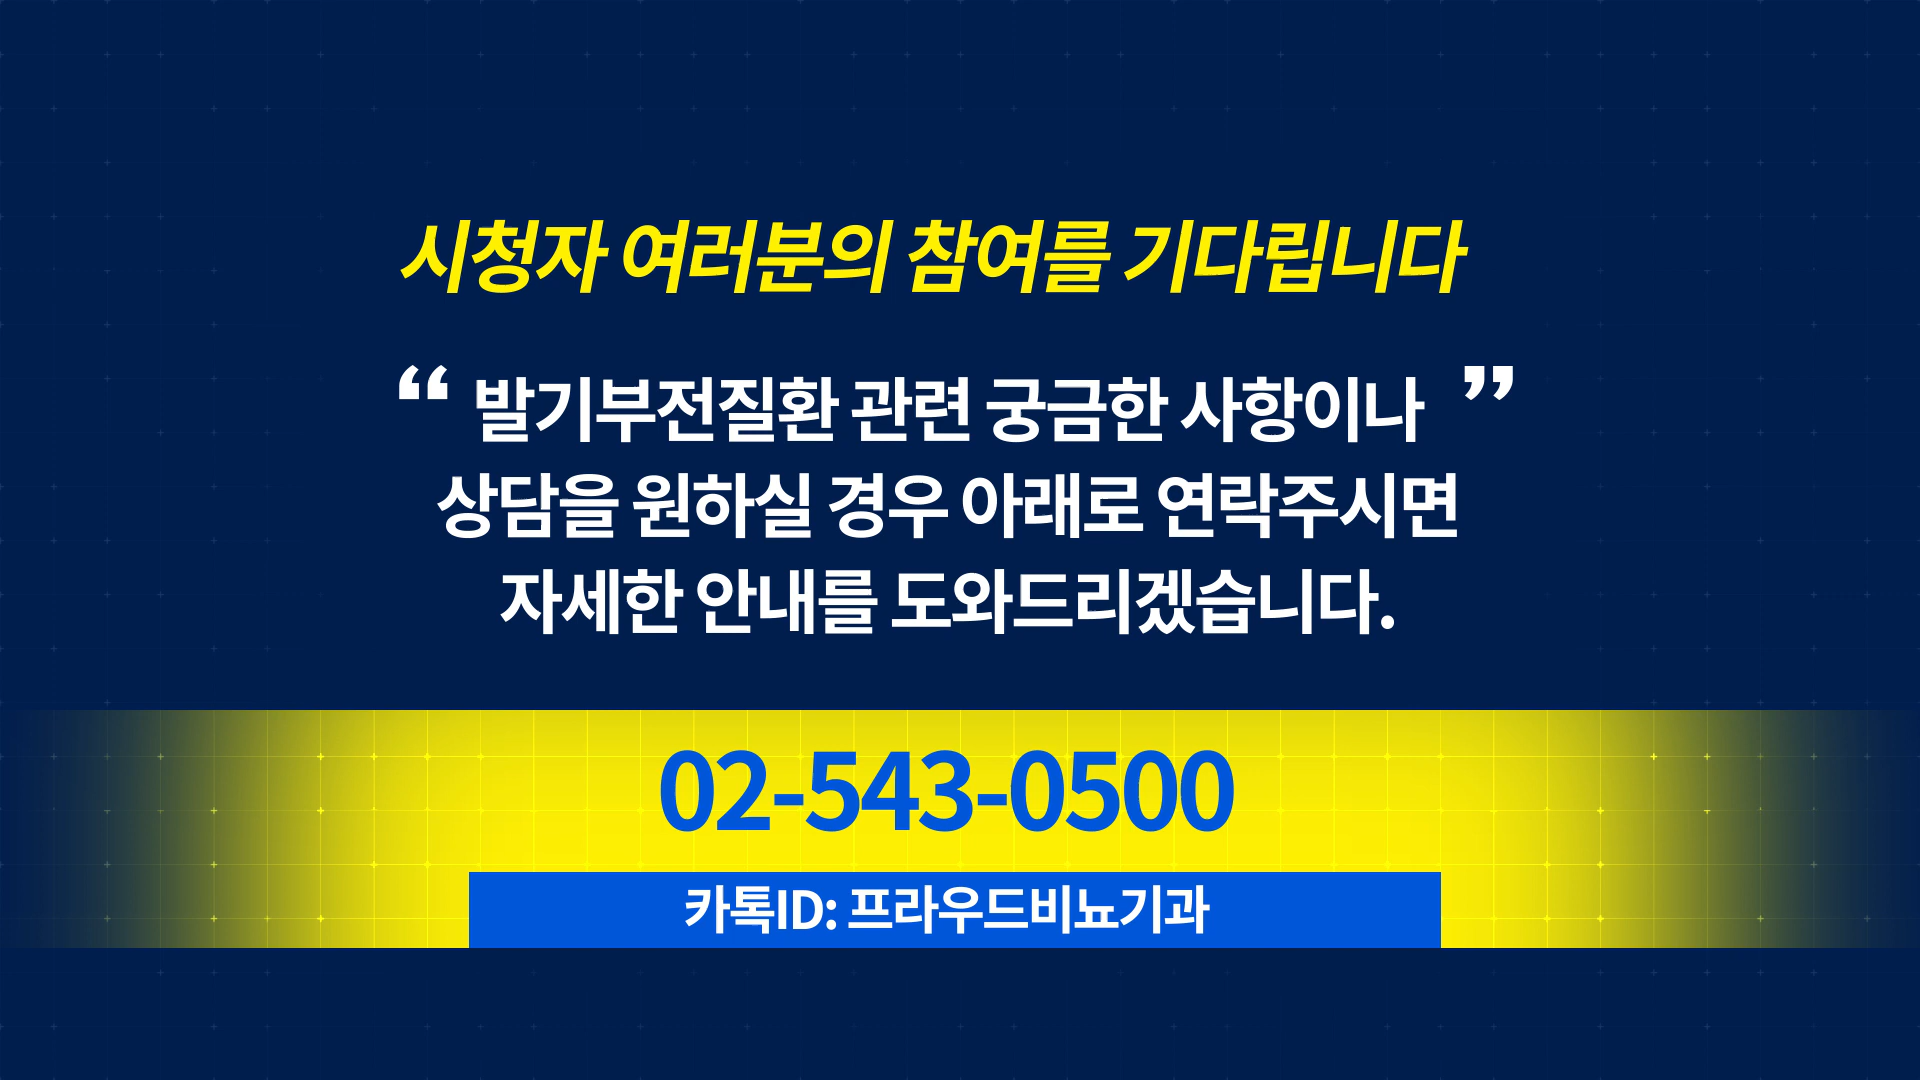 시청자 여러분의 참여를 기다립니다
“ 발기부전질환 관련 궁금한 사항이나 ”
상담을 원하실 경우 아래로 연락주시면
자세한 안내를 도와드리겠습니다.
02-543-0500
카톡ID: 프라우드비뇨기과